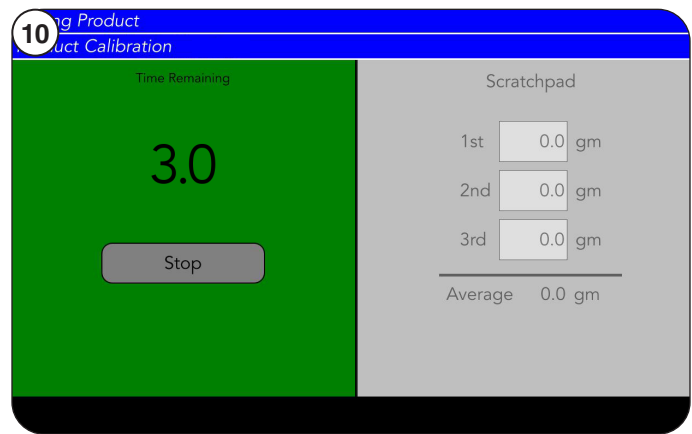 10
ng Product
uct Calibration
Time Remaining
3.0
Stop
Scratchpad
1st 0.0 gm
2nd 0.0 gm
3rd 0.0 gm
Average 0.0 gm